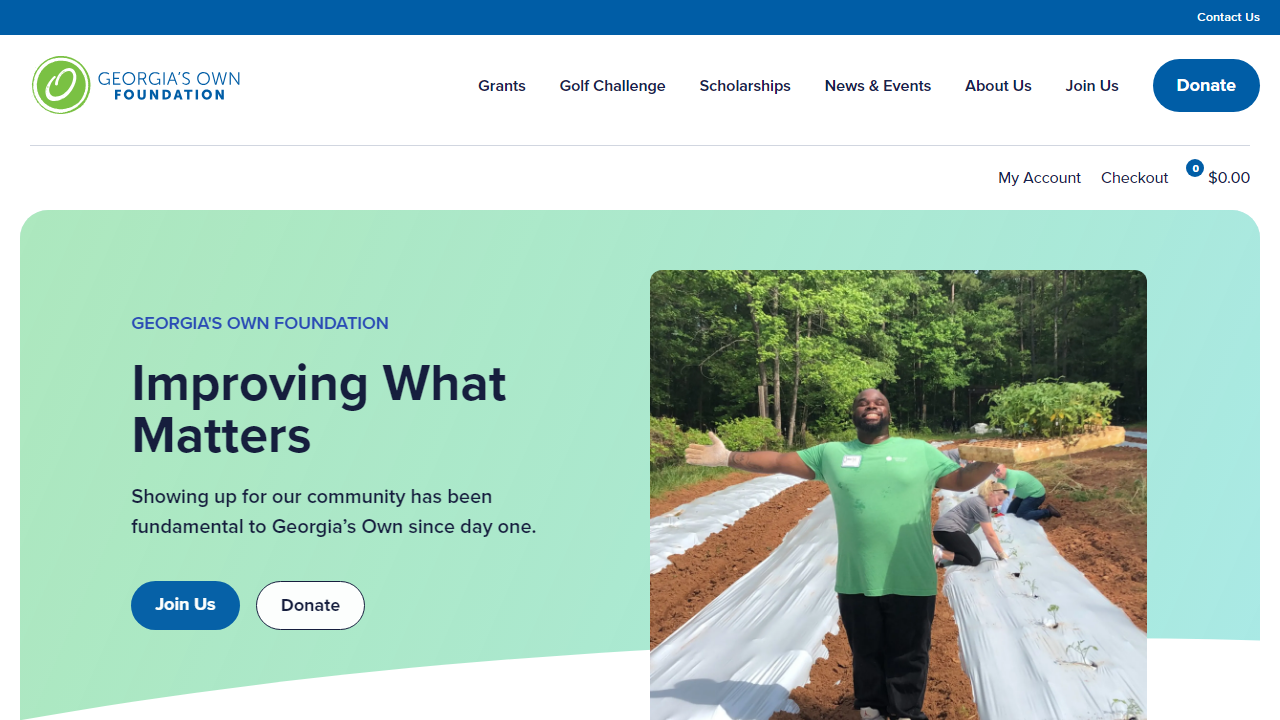 Contact Us
GEORGIA'S OWN
FOUNDATION
Grants
Golf Challenge
Scholarships
News & Events
About Us
Join Us
Donate
My Account
Checkout
0
$0.00
GEORGIA'S OWN FOUNDATION
Improving What
Matters
Showing up for our community has been
fundamental to Georgia’s Own since day one.
Join Us
Donate